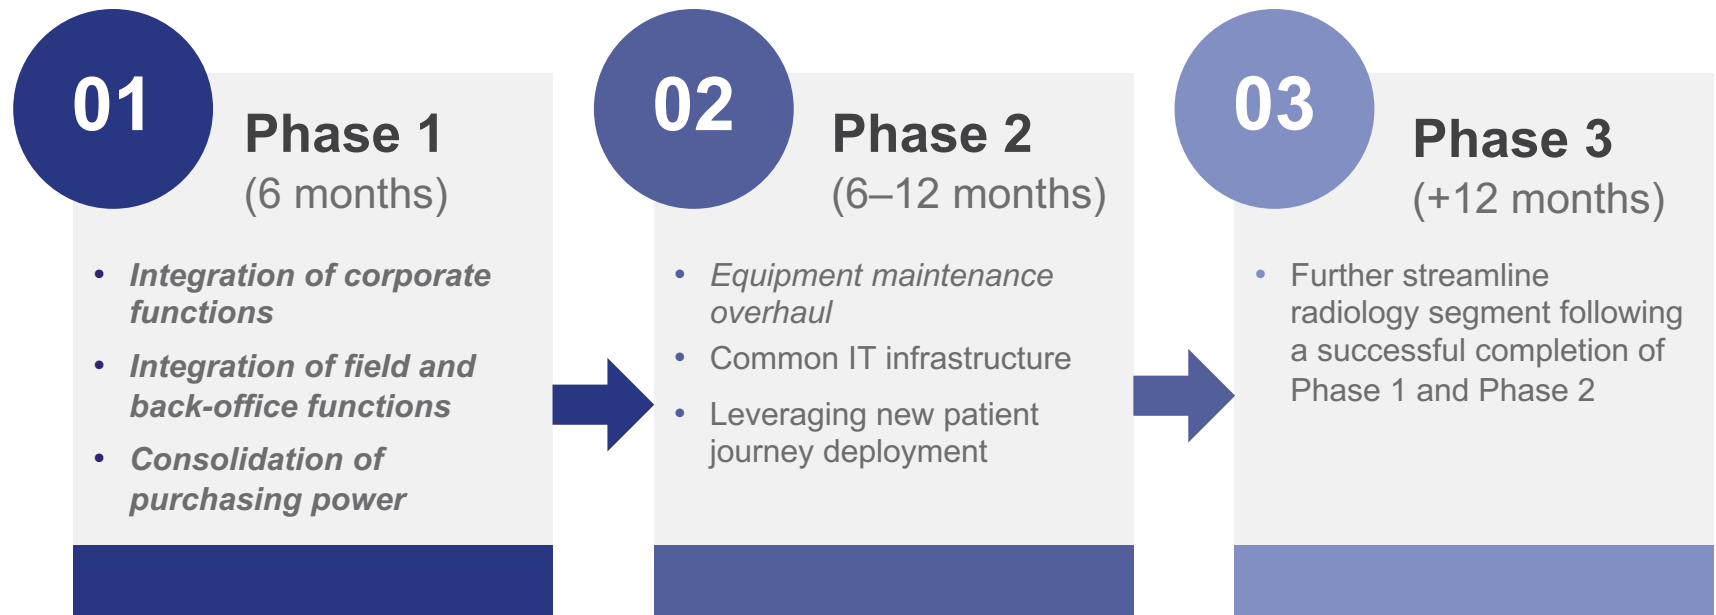 01
Phase 1
(6 months)
• Integration of corporate
functions
• Integration of field and
back-office functions
• Consolidation of
purchasing power
02
Phase 2
(6–12 months)
• Equipment maintenance
overhaul
• Common IT infrastructure
• Leveraging new patient
journey deployment
03
Phase 3
(+12 months)
• Further streamline
radiology segment following
a successful completion of
Phase 1 and Phase 2